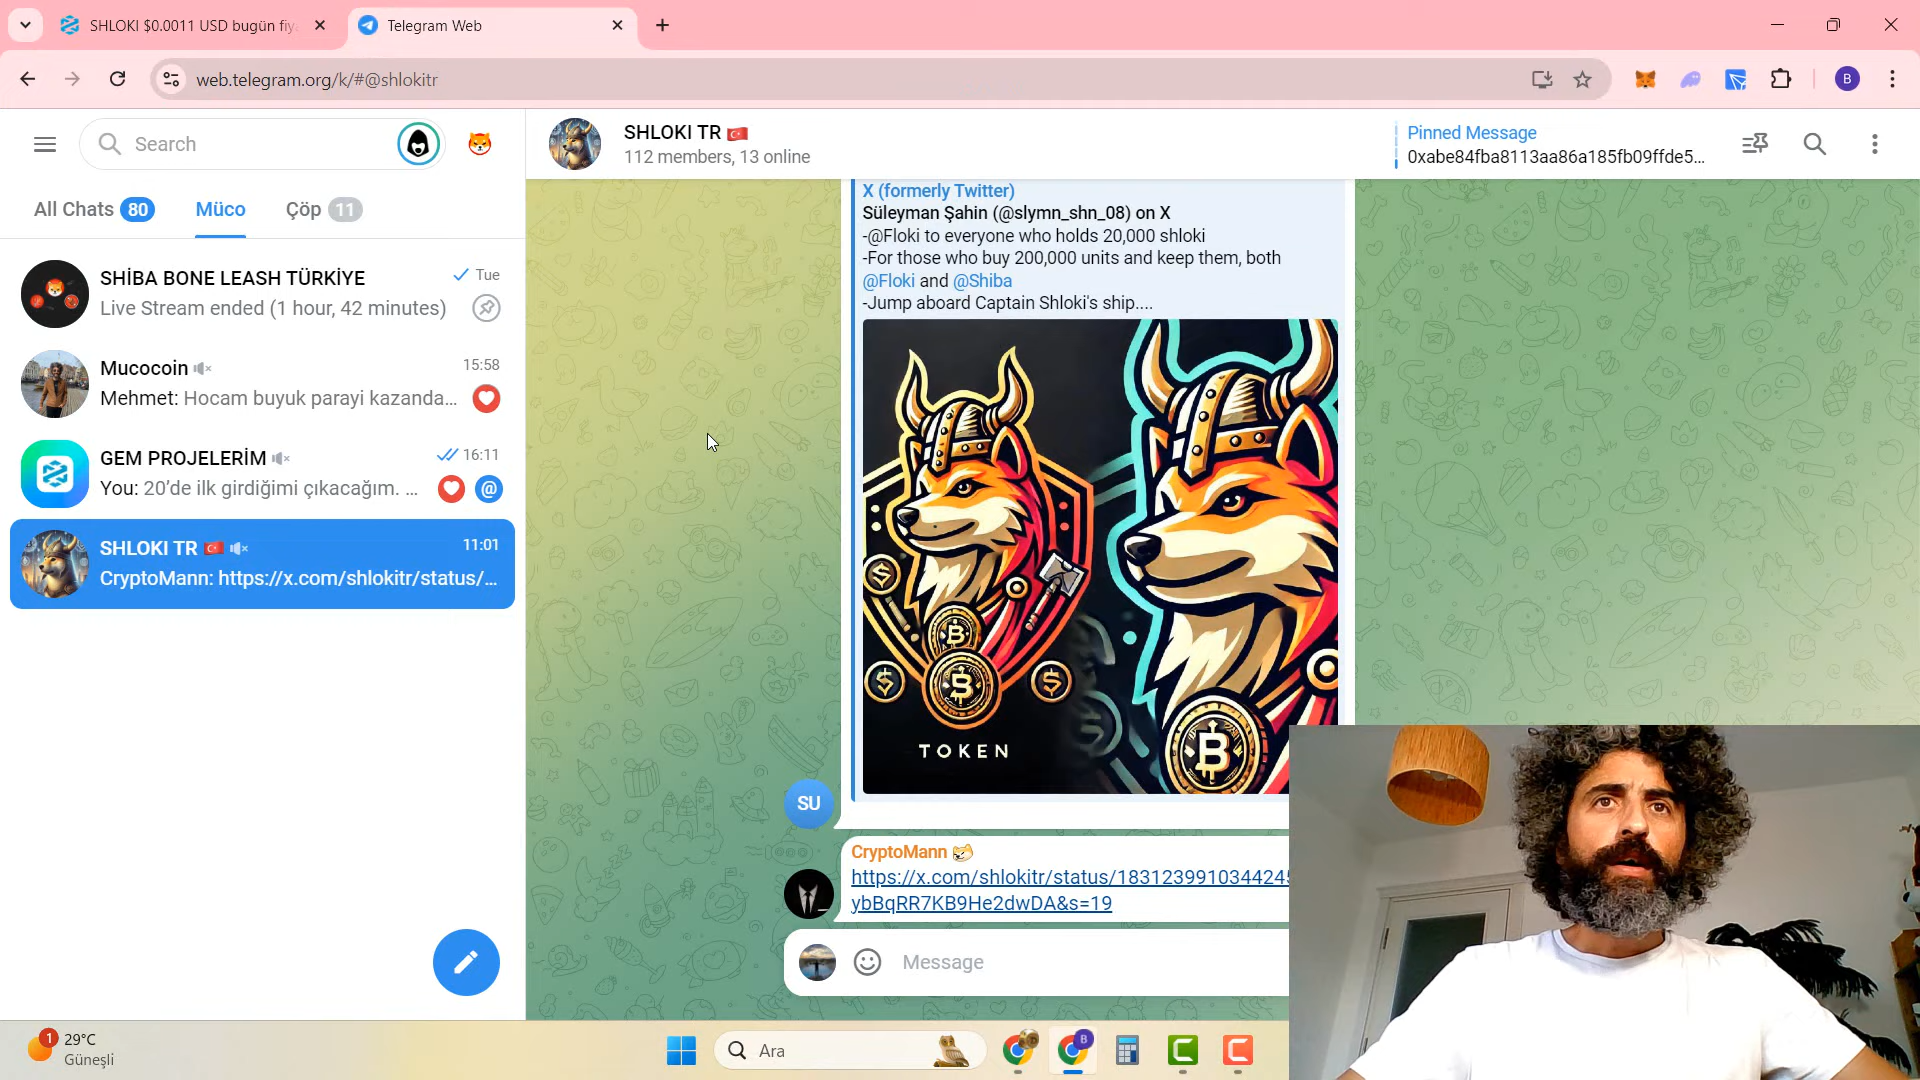 SHLOKI $0.0011 USD bugün fiy
Telegram Web
web.telegram.org/k/#@shlokitr
B
Search
All Chats 80
Müco
Çöp 11
SHİBA BONE LEASH TÜRKİYE
Tue
Live Stream ended (1 hour, 42 minutes)
Mucocoin
15:58
Mehmet: Hocam buyuk parayi kazanda...
GEM PROJELERİM
16:11
You: 20’de ilk girdiğimi çıkacağım. ...
@
SHLOKI TR
11:01
CryptoMann: https://x.com/shlokitr/status/...
SHLOKI TR
112 members, 13 online
Pinned Message
0xabe84fba8113aa86a185fb09ffde5...
X (formerly Twitter)
Süleyman Şahin (@slymn_shn_08) on X
-@Floki to everyone who holds 20,000 shloki
-For those who buy 200,000 units and keep them, both
@Floki and @Shiba
-Jump aboard Captain Shloki's ship....
TOKEN
SU
CryptoMann
https://x.com/shlokitr/status/183123991034424
ybBqRR7KB9He2dwDA&s=19
Message
1
29°C
Güneşli
Ara
B